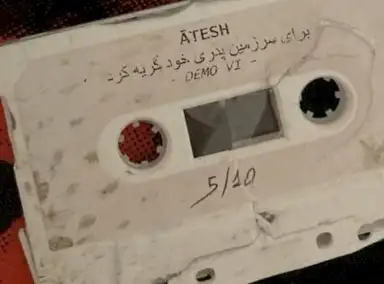 ĀTESH
برای سرزمین پدری خود گریه کرد
- DEMO VI -
5/10